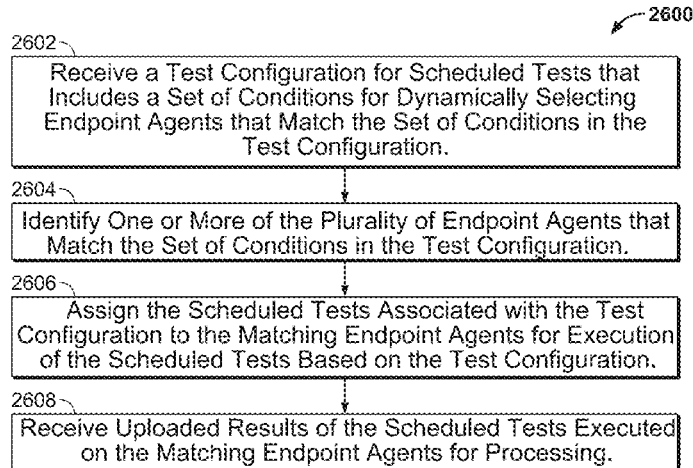 2600
2602
Receive a Test Configuration for Scheduled Tests that
Includes a Set of Conditions for Dynamically Selecting
Endpoint Agents that Match the Set of Conditions in the
Test Configuration.
2604
Identify One or More of the Plurality of Endpoint Agents that
Match the Set of Conditions in the Test Configuration.
2606
Assign the Scheduled Tests Associated with the Test
Configuration to the Matching Endpoint Agents for Execution
of the Scheduled Tests Based on the Test Configuration.
2608
Receive Uploaded Results of the Scheduled Tests Executed
on the Matching Endpoint Agents for Processing.